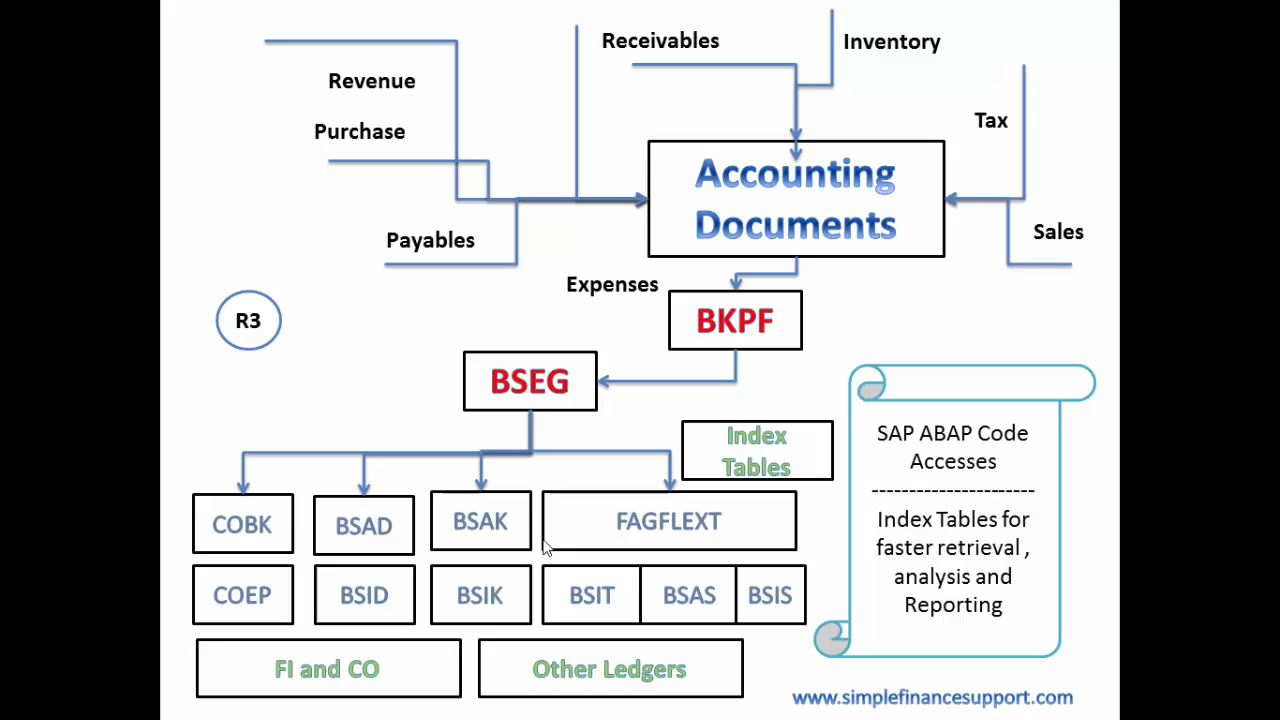 Receivables
Inventory
Revenue
Tax
Purchase
Accounting
Documents
Sales
Payables
Expenses
R3
BKPF
BSEG
Index
Tables
SAP ABAP Code
Accesses
----------------------
Index Tables for
faster retrieval ,
analysis and
Reporting
COBK
BSAD
BSAK
FAGFLEXT
COEP
BSID
BSIK
BSIT
BSAS
BSIS
FI and CO
Other Ledgers
www.simplefinancesupport.com